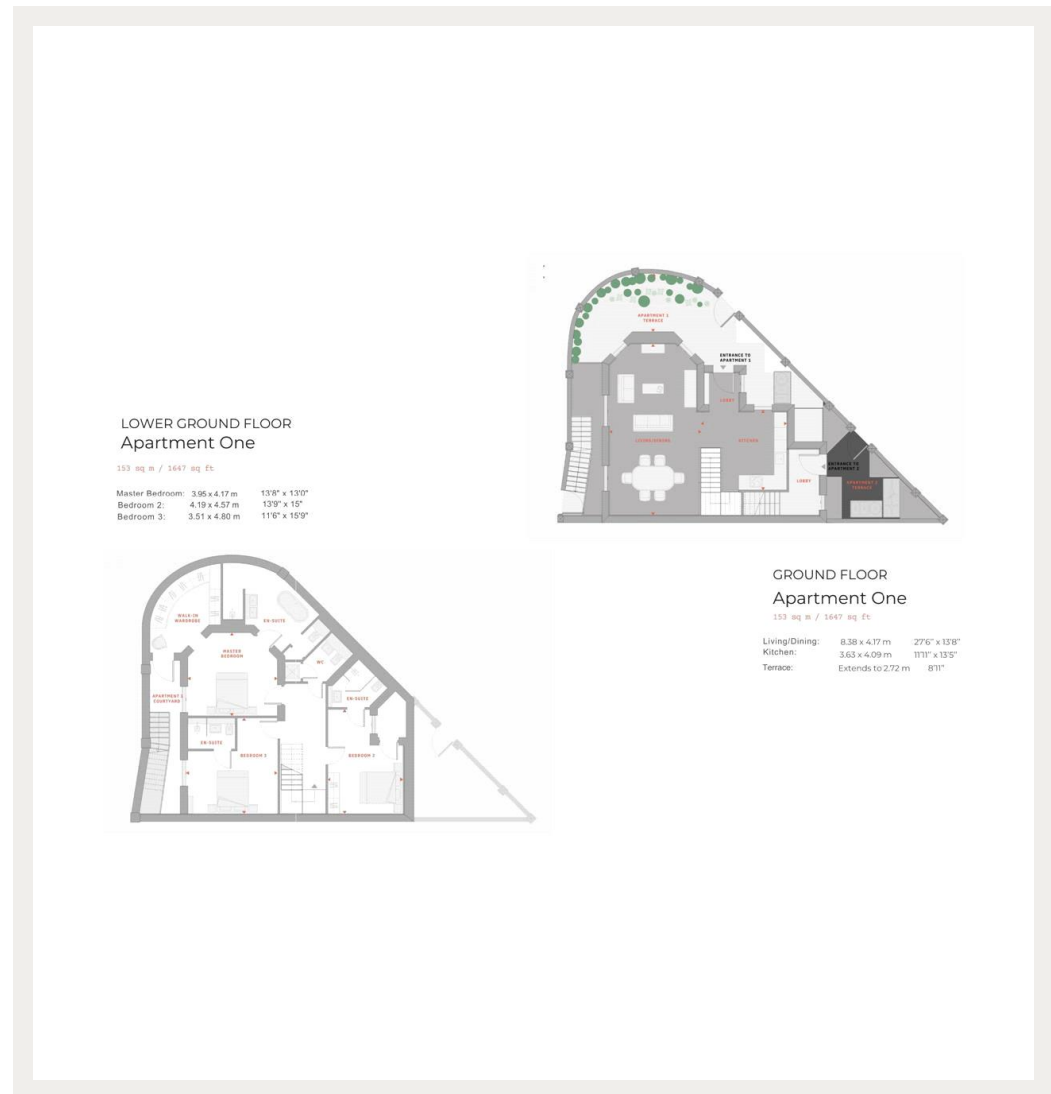 LOWER GROUND FLOOR
Apartment One
153 sq m / 1647 sq ft
Master Bedroom: 3.95 x 4.17 m 13'8" x 13'0"
Bedroom 2: 4.19 x 4.57 m 13'9" x 15"
Bedroom 3: 3.51 x 4.80 m 11'6" x 15'9"
APARTMENT 1
TERRACE
ENTRANCE TO
APARTMENT 1
LOBBY
LIVING/DINING
KITCHEN
LOBBY
ENTRANCE TO
APARTMENT 2
APARTMENT 2
TERRACE
GROUND FLOOR
Apartment One
153 sq m / 1647 sq ft
Living/Dining: 8.38 x 4.17 m 27'6" x 13'8"
Kitchen: 3.63 x 4.09 m 11'11" x 13'5"
Terrace: Extends to 2.72 m 8'11"
WALK-IN
WARDROBE
EN-SUITE
MASTER
BEDROOM
WC
APARTMENT 1
COURTYARD
EN-SUITE
EN-SUITE
BEDROOM
BEDROOM